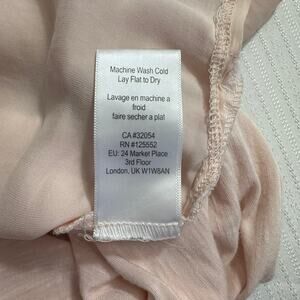 Machine Wash Cold
Lay Flat to Dry
Lavage en machine a
froid
faire secher a plat
CA #32054
RN #125552
EU: 24 Market Place
3rd Floor
London, UK W1W8AN